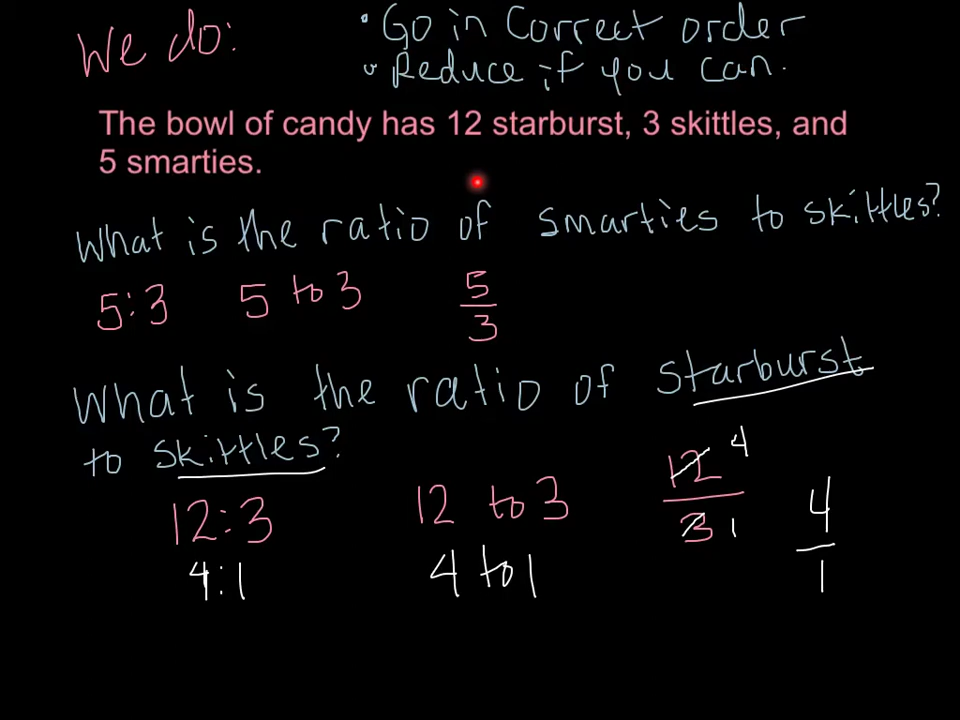 We do:
• Go in Correct order
• Reduce if you can.
The bowl of candy has 12 starburst, 3 skittles, and
5 smarties.
What is the ratio of smarties to skittles?
5:3 5 to 3 5/3
What is the ratio of starburst
to skittles?
12:3 12 to 3 12/3 4 1 4/1
4:1 4 to 1